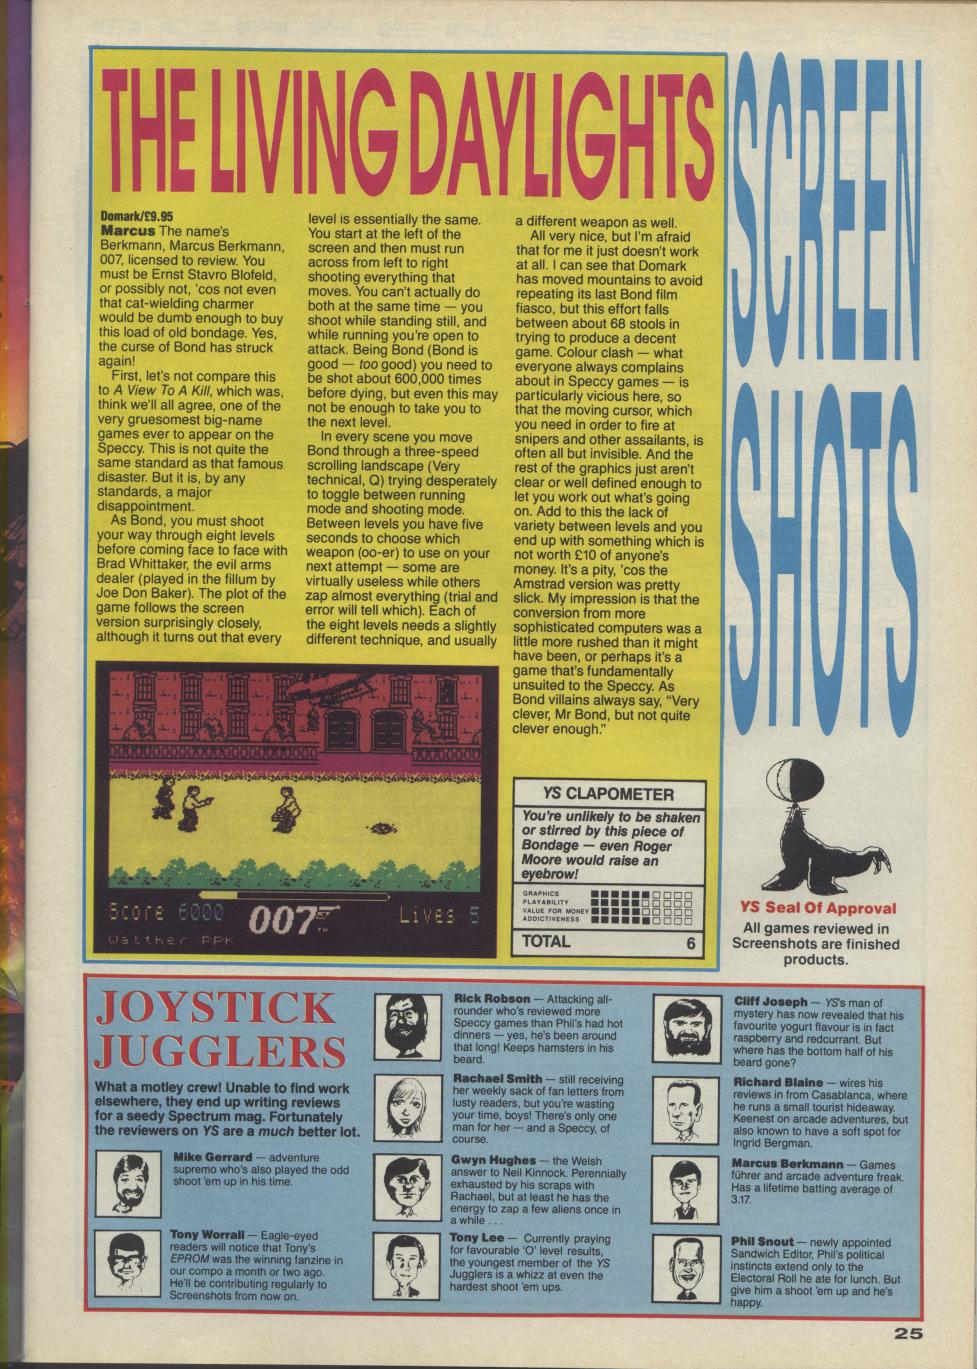 THE LIVING DAYLIGHTS
SCREEN
SHOTS
Domark/£9.95
Marcus The name's
Berkmann, Marcus Berkmann,
007, licensed to review. You
must be Ernst Stavro Blofeld,
or possibly not, 'cos not even
that cat-wielding charmer
would be dumb enough to buy
this load of old bondage. Yes,
the curse of Bond has struck
again!
First, let's not compare this
to A View To A Kill, which was,
think we'll all agree, one of the
very gruesomest big-name
games ever to appear on the
Speccy. This is not quite the
same standard as that famous
disaster. But it is, by any
standards, a major
disappointment.
As Bond, you must shoot
your way through eight levels
before coming face to face with
Brad Whittaker, the evil arms
dealer (played in the fillum by
Joe Don Baker). The plot of the
game follows the screen
version surprisingly closely,
although it turns out that every
level is essentially the same.
You start at the left of the
screen and then must run
across from left to right
shooting everything that
moves. You can't actually do
both at the same time — you
shoot while standing still, and
while running you're open to
attack. Being Bond (Bond is
good — too good) you need to
be shot about 600,000 times
before dying, but even this may
not be enough to take you to
the next level.
In every scene you move
Bond through a three-speed
scrolling landscape (Very
technical, Q) trying desperately
to toggle between running
mode and shooting mode.
Between levels you have five
seconds to choose which
weapon (oo-er) to use on your
next attempt — some are
virtually useless while others
zap almost everything (trial and
error will tell which). Each of
the eight levels needs a slightly
different technique, and usually
a different weapon as well.
All very nice, but I'm afraid
that for me it just doesn't work
at all. I can see that Domark
has moved mountains to avoid
repeating its last Bond film
fiasco, but this effort falls
between about 68 stools in
trying to produce a decent
game. Colour clash — what
everyone always complains
about in Speccy games — is
particularly vicious here, so
that the moving cursor, which
you need in order to fire at
snipers and other assailants, is
often all but invisible. And the
rest of the graphics just aren't
clear or well defined enough to
let you work out what's going
on. Add to this the lack of
variety between levels and you
end up with something which is
not worth £10 of anyone's
money. It's a pity, 'cos the
Amstrad version was pretty
slick. My impression is that the
conversion from more
sophisticated computers was a
little more rushed than it might
have been, or perhaps it's a
game that's fundamentally
unsuited to the Speccy. As
Bond villains always say, "Very
clever, Mr Bond, but not quite
clever enough."
Score 6000
007
TM
Lives 5
Walther PPK
YS CLAPOMETER
You're unlikely to be shaken
or stirred by this piece of
Bondage — even Roger
Moore would raise an
eyebrow!
GRAPHICS
PLAYABILITY
VALUE FOR MONEY
ADDICTIVENESS
TOTAL 6
YS Seal Of Approval
All games reviewed in
Screenshots are finished
products.
JOYSTICK
JUGGLERS
What a motley crew! Unable to find work
elsewhere, they end up writing reviews
for a seedy Spectrum mag. Fortunately
the reviewers on YS are a much better lot.
Mike Gerrard — adventure
supremo who's also played the odd
shoot 'em up in his time.
Tony Worrall — Eagle-eyed
readers will notice that Tony's
EPROM was the winning fanzine in
our compo a month or two ago.
He'll be contributing regularly to
Screenshots from now on.
Rick Robson — Attacking all-
rounder who's reviewed more
Speccy games than Phil's had hot
dinners — yes, he's been around
that long! Keeps hamsters in his
beard.
Rachael Smith — still receiving
her weekly sack of fan letters from
lusty readers, but you're wasting
your time, boys! There's only one
man for her — and a Speccy, of
course.
Gwyn Hughes — the Welsh
answer to Neil Kinnock. Perennially
exhausted by his scraps with
Rachael, but at least he has the
energy to zap a few aliens once in
a while . . .
Tony Lee — Currently praying
for favourable 'O' level results,
the youngest member of the YS
Jugglers is a whizz at even the
hardest shoot 'em ups.
Cliff Joseph — YS's man of
mystery has now revealed that his
favourite yogurt flavour is in fact
raspberry and redcurrant. But
where has the bottom half of his
beard gone?
Richard Blaine — wires his
reviews in from Casablanca, where
he runs a small tourist hideaway.
Keenest on arcade adventures, but
also known to have a soft spot for
Ingrid Bergman.
Marcus Berkmann — Games
führer and arcade adventure freak.
Has a lifetime batting average of
3.17.
Phil Snout — newly appointed
Sandwich Editor, Phil's political
instincts extend only to the
Electoral Roll he ate for lunch. But
give him a shoot 'em up and he's
happy.
25